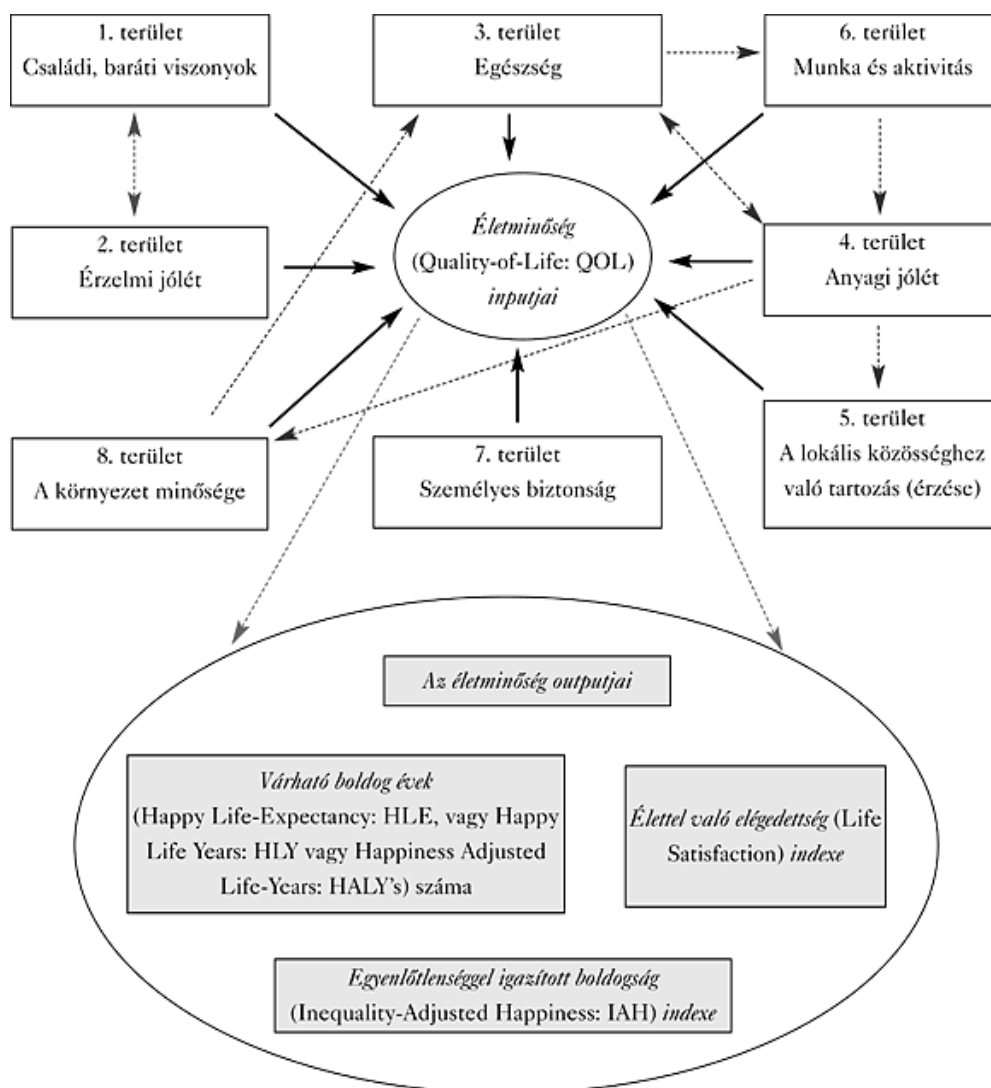 1. terület
Családi, baráti viszonyok
3. terület
Egészség
6. terület
Munka és aktivitás
2. terület
Érzelmi jólét
Életminőség
(Quality-of-Life: QOL)
inputjai
4. terület
Anyagi jólét
8. terület
A környezet minősége
7. terület
Személyes biztonság
5. terület
A lokális közösséghez
való tartozás (érzése)
Az életminőség outputjai
Várható boldog évek
(Happy Life-Expectancy: HLE, vagy Happy
Life Years: HLY vagy Happiness Adjusted
Life-Years: HALY’s) száma
Élettel való elégedettség (Life
Satisfaction) indexe
Egyenlőtlenséggel igazított boldogság
(Inequality-Adjusted Happiness: IAH) indexe